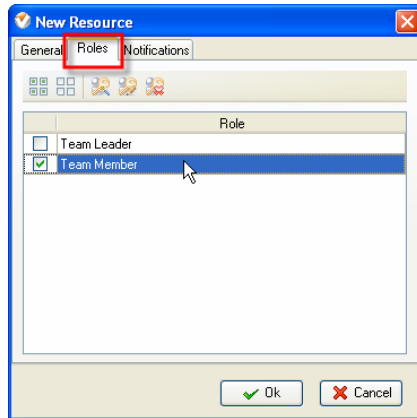 New Resource
General Roles Notifications
Role
Team Leader
Team Member
Ok Cancel